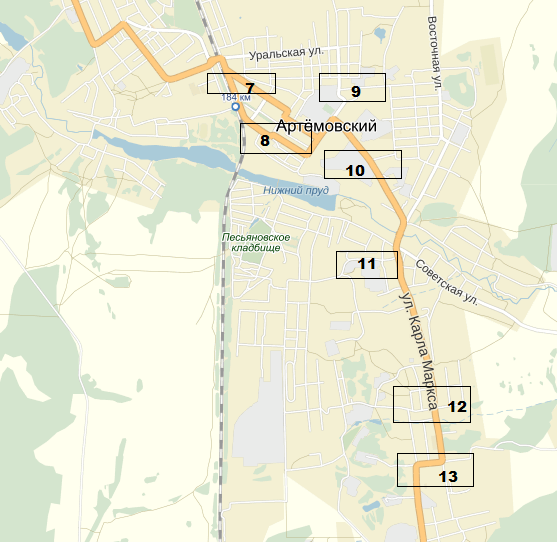 Восточная ул.
Уральская ул.
7
9
184 км
Артёмовский
8
10
Нижний пруд
Песьяновское
кладбище
11
Советская ул.
ул. Карла Маркса
12
13